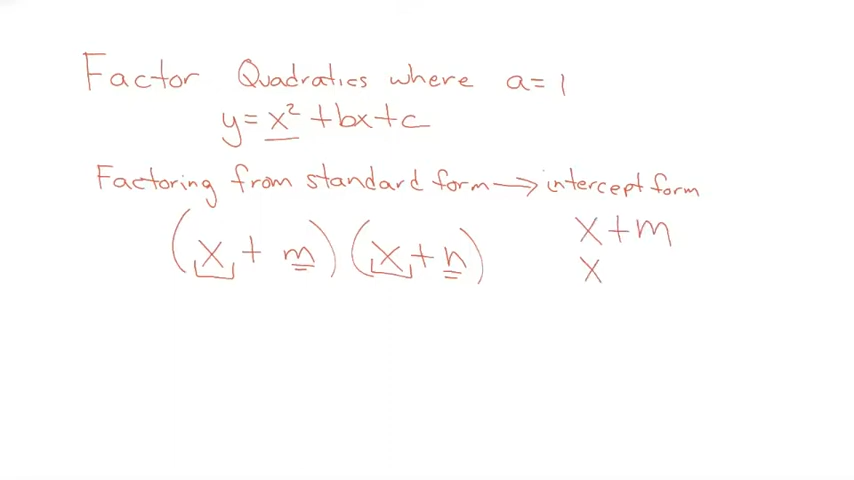 Factor Quadratics where a=1
y=x²+bx+c
Factoring from standard form→intercept form
(x+m)(x+n)
x+m
x